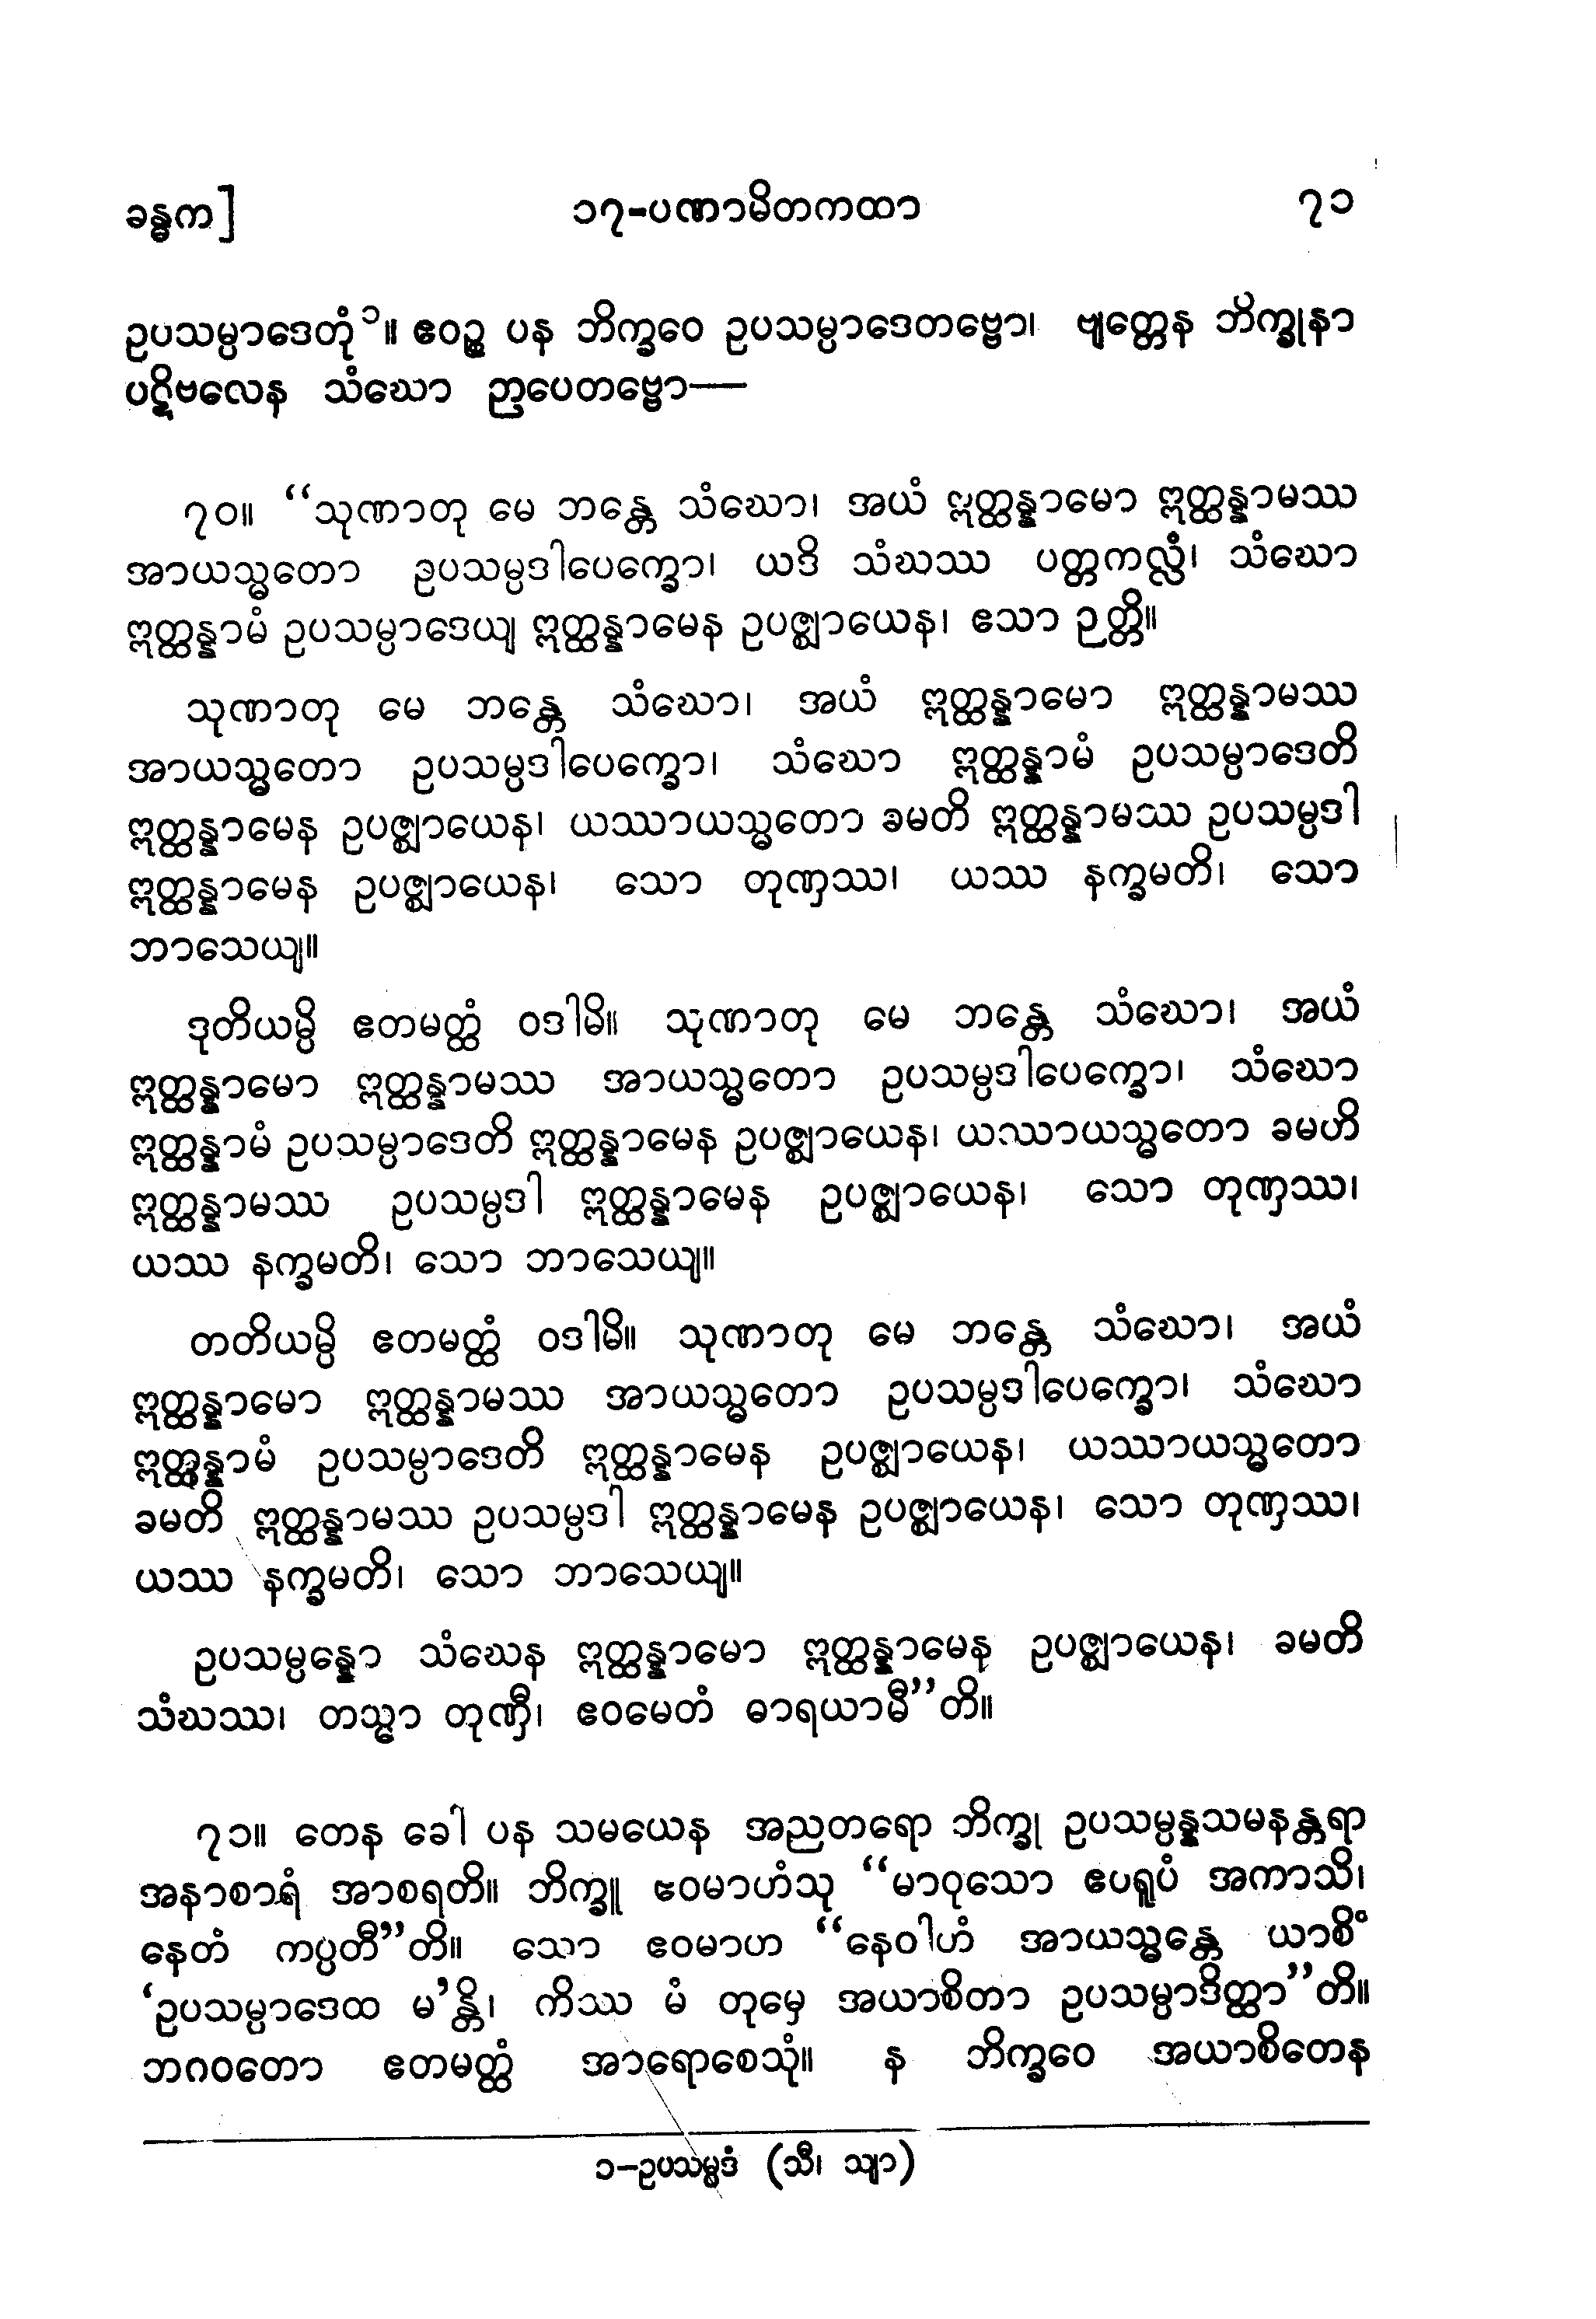 ခန္ဓက] ၁၇-ပဏာမိတကထာ ၇၁
ဥပသမ္ပာဒေတုံ၁။ ဧဝဉ္စ ပန ဘိက္ခဝေ ဥပသမ္ပာဒေတဗ္ဗော၊ ဗျတ္တေန ဘိက္ခုနာ
ပဋိဗလေန သံဃော ဉာပေတဗ္ဗော—
၇၀။ “သုဏာတု မေ ဘန္တေ သံဃော၊ အယံ ဣတ္ထန္နာမော ဣတ္ထန္နာမဿ
အာယသ္မတော ဥပသမ္ပဒါပေက္ခော၊ ယဒိ သံဃဿ ပတ္တကလ္လံ၊ သံဃော
ဣတ္ထန္နာမံ ဥပသမ္ပာဒေယျ ဣတ္ထန္နာမေန ဥပဇ္ဈာယေန၊ ဧသာ ဉတ္တိ။
သုဏာတု မေ ဘန္တေ သံဃော၊ အယံ ဣတ္ထန္နာမော ဣတ္ထန္နာမဿ
အာယသ္မတော ဥပသမ္ပဒါပေက္ခော၊ သံဃော ဣတ္ထန္နာမံ ဥပသမ္ပာဒေတိ
ဣတ္ထန္နာမေန ဥပဇ္ဈာယေန၊ ယဿာယသ္မတော ခမတိ ဣတ္ထန္နာမဿ ဥပသမ္ပဒါ
ဣတ္ထန္နာမေန ဥပဇ္ဈာယေန၊ သော တုဏှဿ၊ ယဿ နက္ခမတိ၊ သော
ဘာသေယျ။
ဒုတိယမ္ပိ ဧတမတ္ထံ ဝဒါမိ။ သုဏာတု မေ ဘန္တေ သံဃော၊ အယံ
ဣတ္ထန္နာမော ဣတ္ထန္နာမဿ အာယသ္မတော ဥပသမ္ပဒါပေက္ခော၊ သံဃော
ဣတ္ထန္နာမံ ဥပသမ္ပာဒေတိ ဣတ္ထန္နာမေန ဥပဇ္ဈာယေန၊ ယဿာယသ္မတော ခမဟိ
ဣတ္ထန္နာမဿ ဥပသမ္ပဒါ ဣတ္ထန္နာမေန ဥပဇ္ဈာယေန၊ သော တုဏှဿ၊
ယဿ နက္ခမတိ၊ သော ဘာသေယျ။
တတိယမ္ပိ ဧတမတ္ထံ ဝဒါမိ။ သုဏာတု မေ ဘန္တေ သံဃော၊ အယံ
ဣတ္ထန္နာမော ဣတ္ထန္နာမဿ အာယသ္မတော ဥပသမ္ပဒါပေက္ခော၊ သံဃော
ဣတ္ထန္နာမံ ဥပသမ္ပာဒေတိ ဣတ္ထန္နာမေန ဥပဇ္ဈာယေန၊ ယဿာယသ္မတော
ခမတိ ဣတ္ထန္နာမဿ ဥပသမ္ပဒါ ဣတ္ထန္နာမေန ဥပဇ္ဈာယေန၊ သော တုဏှဿ၊
ယဿ နက္ခမတိ၊ သော ဘာသေယျ။
ဥပသမ္ပန္နော သံဃေန ဣတ္ထန္နာမော ဣတ္ထန္နာမေန ဥပဇ္ဈာယေန၊ ခမတိ
သံဃဿ၊ တသ္မာ တုဏှီ၊ ဧဝမေတံ ဓာရယာမီ”တိ။
၇၁။ တေန ခေါ ပန သမယေန အညတရော ဘိက္ခု ဥပသမ္ပန္နသမနန္တရာ
အနာစာရံ အာစရတိ။ ဘိက္ခူ ဧဝမာဟံသု “မာဝုသော ဧပရူပံ အကာသိ၊
နေတံ ကပ္ပတီ”တိ။ သော ဧဝမာဟ “နေဝါဟံ အာယသ္မန္တေ ယာစိံ
‘ဥပသမ္ပာဒေထ မ’န္တိ၊ ကိဿ မံ တုမှေ အယာစိတာ ဥပသမ္ပာဒိတ္ထာ”တိ။
ဘဂဝတော ဧတမတ္ထံ အာရောစေသုံ။ န ဘိက္ခဝေ အယာစိတေန
၁-ဥပသမ္ပဒံ (သီ၊ သျာ)